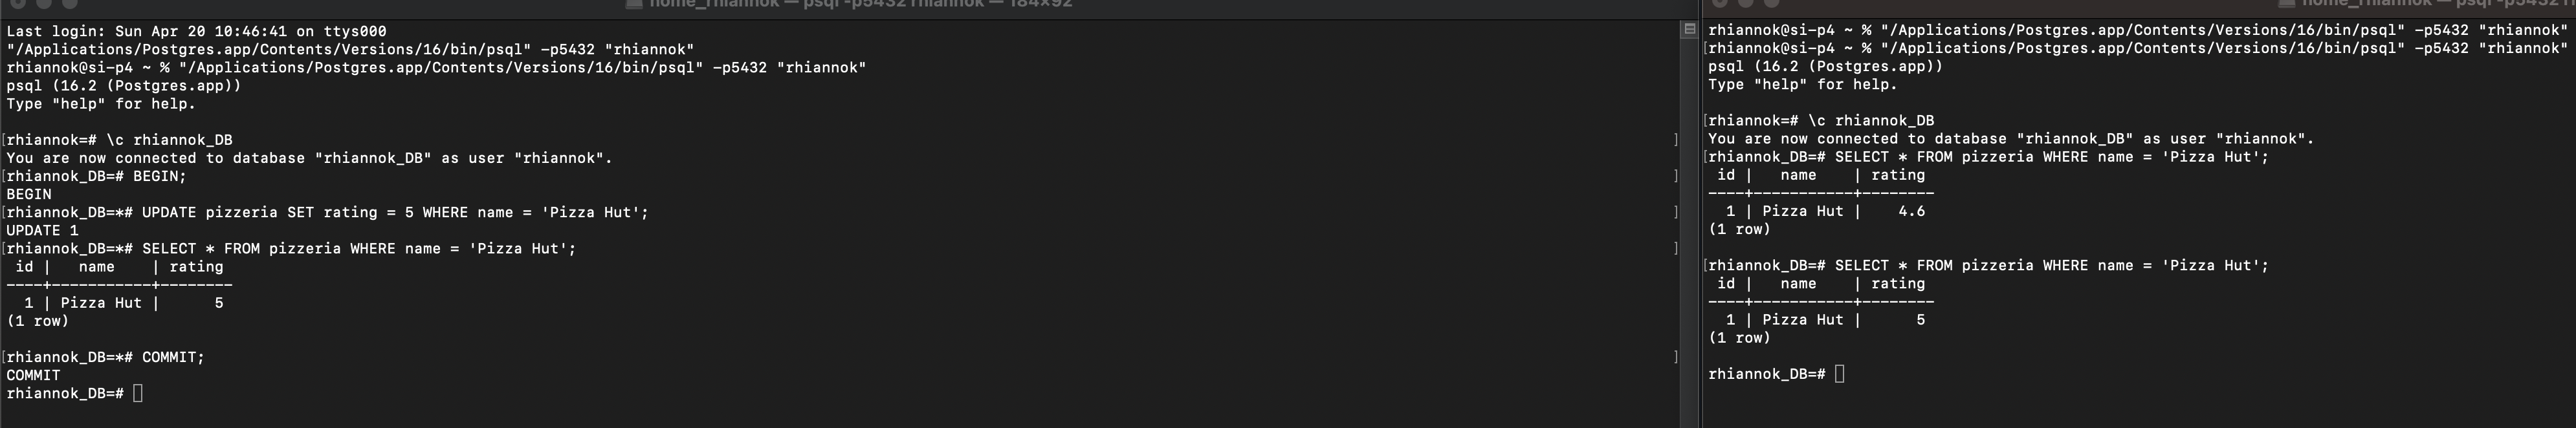 home_rhiannok — psql -p5432 rhiannok — 184×92
Last login: Sun Apr 20 10:46:41 on ttys000
"/Applications/Postgres.app/Contents/Versions/16/bin/psql" -p5432 "rhiannok"
rhiannok@si-p4 ~ % "/Applications/Postgres.app/Contents/Versions/16/bin/psql" -p5432 "rhiannok"
psql (16.2 (Postgres.app))
Type "help" for help.
[rhiannok=# \c rhiannok_DB ]
You are now connected to database "rhiannok_DB" as user "rhiannok".
[rhiannok_DB=# BEGIN; ]
BEGIN
[rhiannok_DB=*# UPDATE pizzeria SET rating = 5 WHERE name = 'Pizza Hut'; ]
UPDATE 1
[rhiannok_DB=*# SELECT * FROM pizzeria WHERE name = 'Pizza Hut'; ]
 id |   name    | rating
----+-----------+--------
  1 | Pizza Hut |      5
(1 row)
[rhiannok_DB=*# COMMIT; ]
COMMIT
rhiannok_DB=#
home_rhiannok — psql -p5432 r
rhiannok@si-p4 ~ % "/Applications/Postgres.app/Contents/Versions/16/bin/psql" -p5432 "rhiannok"
[rhiannok@si-p4 ~ % "/Applications/Postgres.app/Contents/Versions/16/bin/psql" -p5432 "rhiannok"
psql (16.2 (Postgres.app))
Type "help" for help.
[rhiannok=# \c rhiannok_DB
You are now connected to database "rhiannok_DB" as user "rhiannok".
[rhiannok_DB=# SELECT * FROM pizzeria WHERE name = 'Pizza Hut';
 id |   name    | rating
----+-----------+--------
  1 | Pizza Hut |    4.6
(1 row)
[rhiannok_DB=# SELECT * FROM pizzeria WHERE name = 'Pizza Hut';
 id |   name    | rating
----+-----------+--------
  1 | Pizza Hut |      5
(1 row)
rhiannok_DB=#